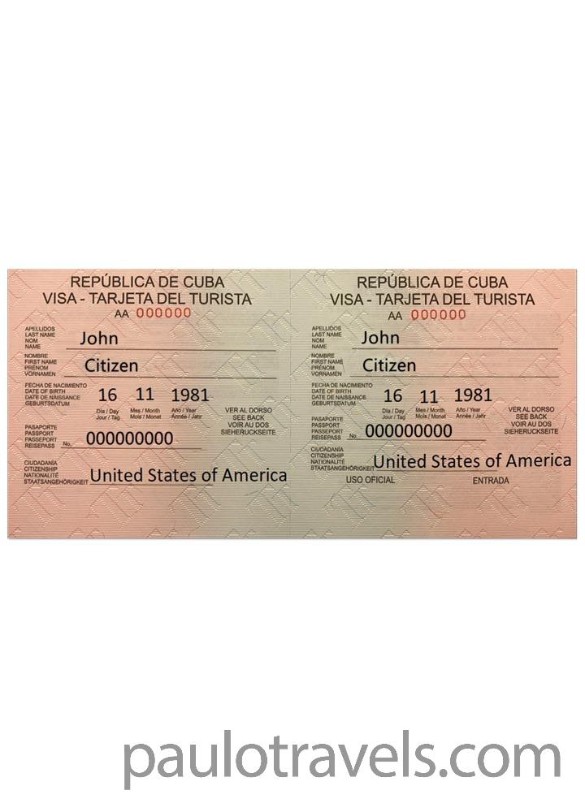 REPÚBLICA DE CUBA
VISA - TARJETA DEL TURISTA
AA 000000
APELLIDOS
LAST NAME
NOM
NAME
John
NOMBRE
FIRST NAME
PRÉNOM
VORNAMEN
Citizen
FECHA DE NACIMIENTO
DATE OF BIRTH
DATE DE NAISSANCE
GEBURTSDATUM
16 11 1981
Día / Day Mes / Month Año / Year
Jour / Tag Mois / Monat Année / Jahr
VER AL DORSO
SEE BACK
VOIR AU DOS
SIEHERUCKSEITE
PASAPORTE
PASSPORT
PASSEPORT
REISEPASS No. 000000000
CIUDADANÍA
CITIZENSHIP
NATIONALITÉ
STAATSANGEHÖRIGKEIT United States of America
REPÚBLICA DE CUBA
VISA - TARJETA DEL TURISTA
AA 000000
APELLIDOS
LAST NAME
NOM
NAME
John
NOMBRE
FIRST NAME
PRÉNOM
VORNAMEN
Citizen
FECHA DE NACIMIENTO
DATE OF BIRTH
DATE DE NAISSANCE
GEBURTSDATUM
16 11 1981
Día / Day Mes / Month Año / Year
Jour / Tag Mois / Monat Année / Jahr
VER AL DORSO
SEE BACK
VOIR AU DOS
SIEHERUCKSEITE
PASAPORTE
PASSPORT
PASSEPORT
REISEPASS No. 000000000
CIUDADANÍA
CITIZENSHIP
NATIONALITÉ
STAATSANGEHÖRIGKEIT United States of America
USO OFICIAL ENTRADA
paulotravels.com